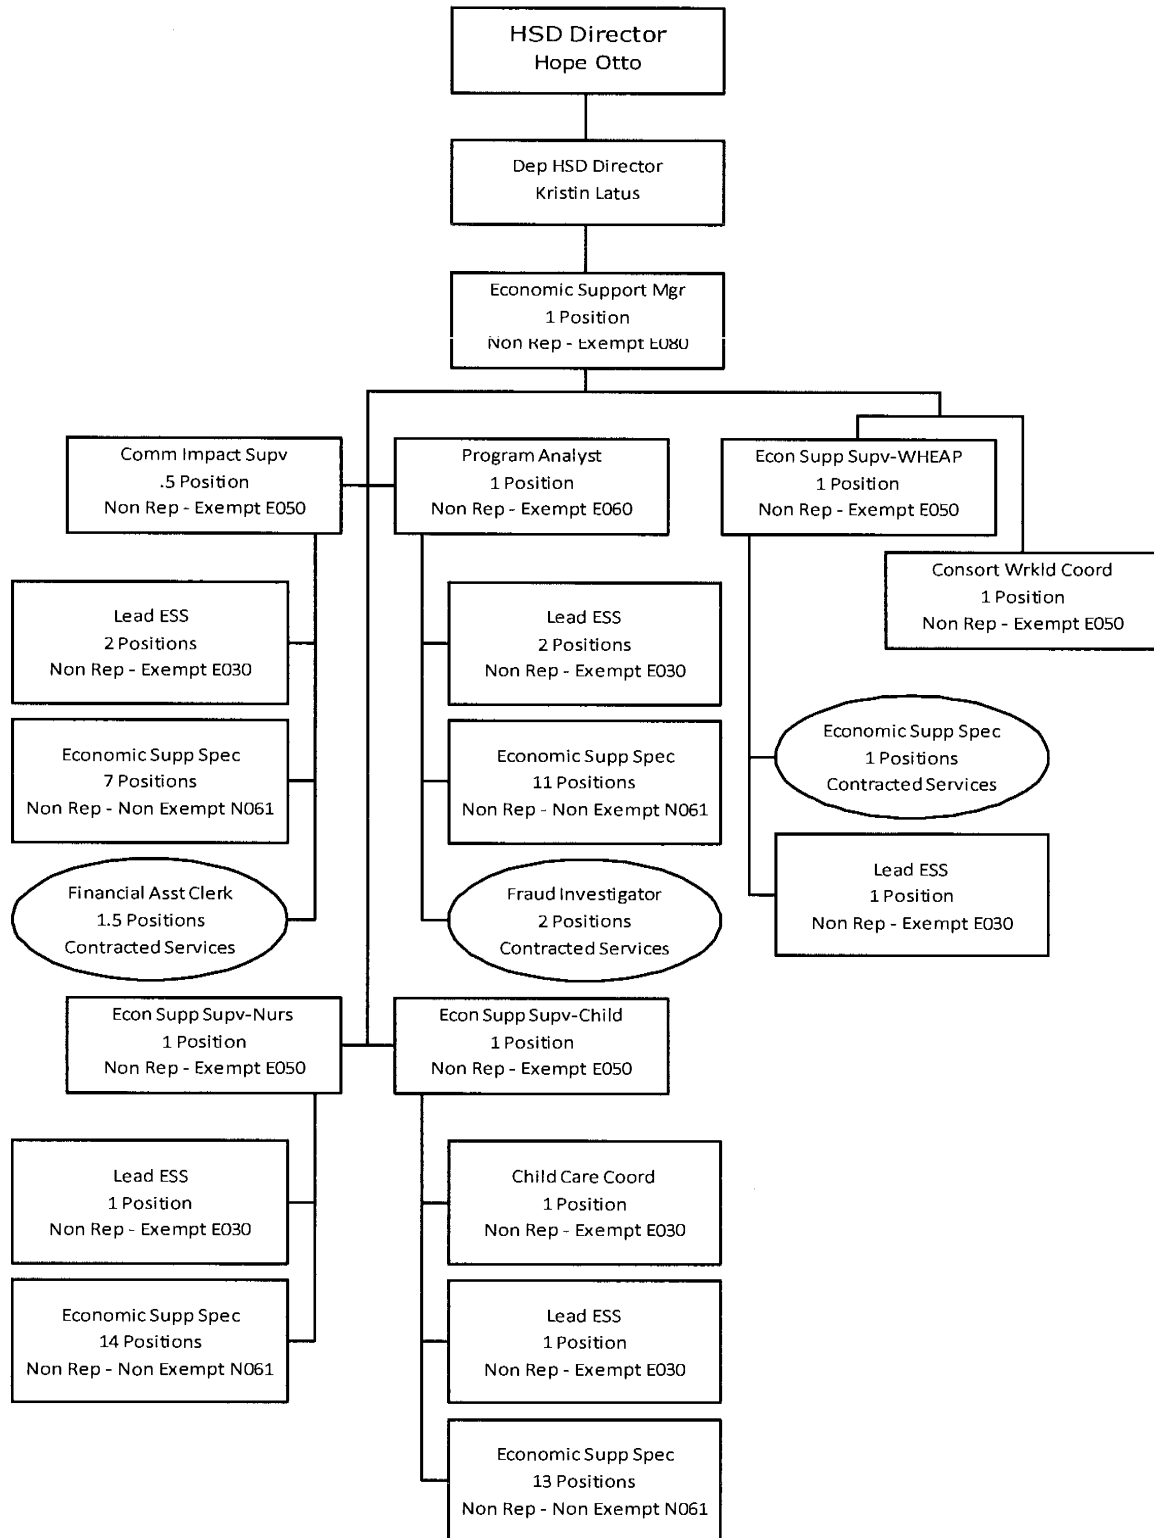 HSD Director
Hope Otto
Dep HSD Director
Kristin Latus
Economic Support Mgr
1 Position
Non Rep - Exempt E080
Comm Impact Supv
.5 Position
Non Rep - Exempt E050
Program Analyst
1 Position
Non Rep - Exempt E060
Econ Supp Supv-WHEAP
1 Position
Non Rep - Exempt E050
Consort Wrkld Coord
1 Position
Non Rep - Exempt E050
Lead ESS
2 Positions
Non Rep - Exempt E030
Lead ESS
2 Positions
Non Rep - Exempt E030
Economic Supp Spec
1 Positions
Contracted Services
Economic Supp Spec
7 Positions
Non Rep - Non Exempt N061
Economic Supp Spec
11 Positions
Non Rep - Non Exempt N061
Lead ESS
1 Position
Non Rep - Exempt E030
Financial Asst Clerk
1.5 Positions
Contracted Services
Fraud Investigator
2 Positions
Contracted Services
Econ Supp Supv-Nurs
1 Position
Non Rep - Exempt E050
Econ Supp Supv-Child
1 Position
Non Rep - Exempt E050
Lead ESS
1 Position
Non Rep - Exempt E030
Child Care Coord
1 Position
Non Rep - Exempt E030
Economic Supp Spec
14 Positions
Non Rep - Non Exempt N061
Lead ESS
1 Position
Non Rep - Exempt E030
Economic Supp Spec
13 Positions
Non Rep - Non Exempt N061